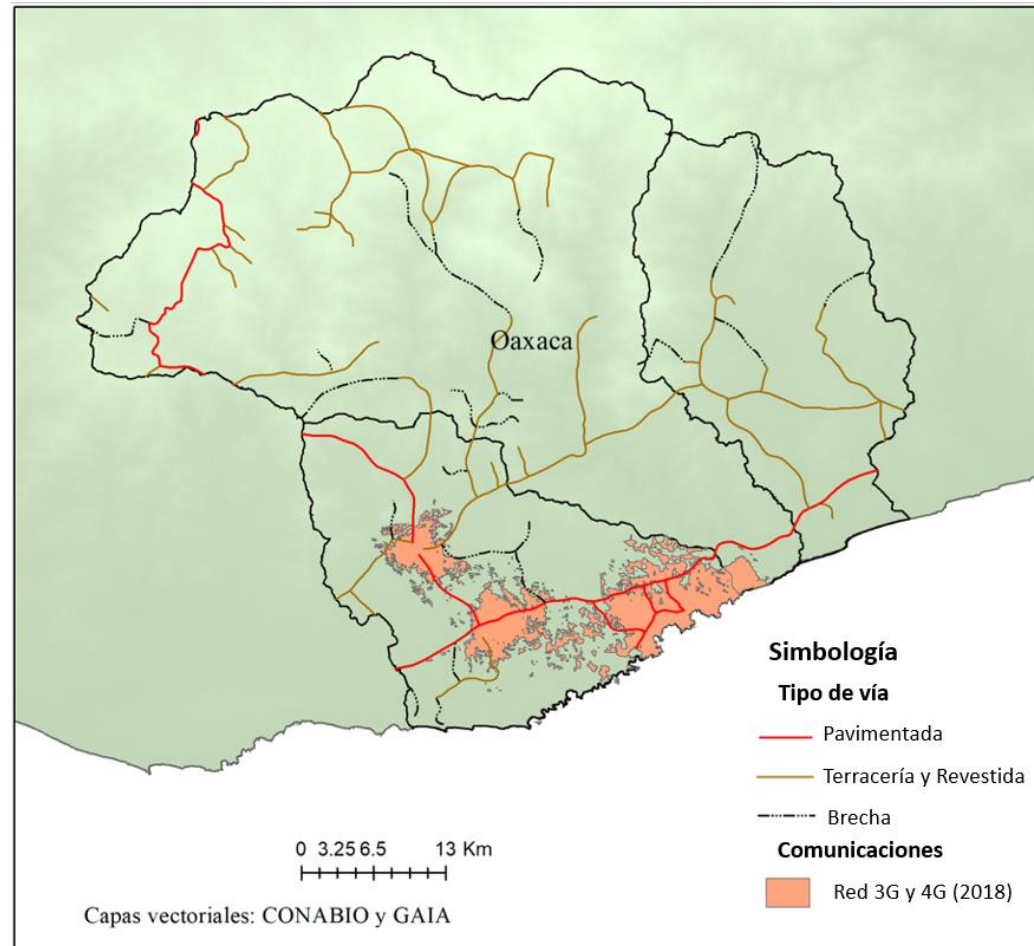 Oaxaca
Simbología
Tipo de vía
Pavimentada
Terracería y Revestida
Brecha
Comunicaciones
Red 3G y 4G (2018)
0 3.25 6.5 13 Km
Capas vectoriales: CONABIO y GAIA